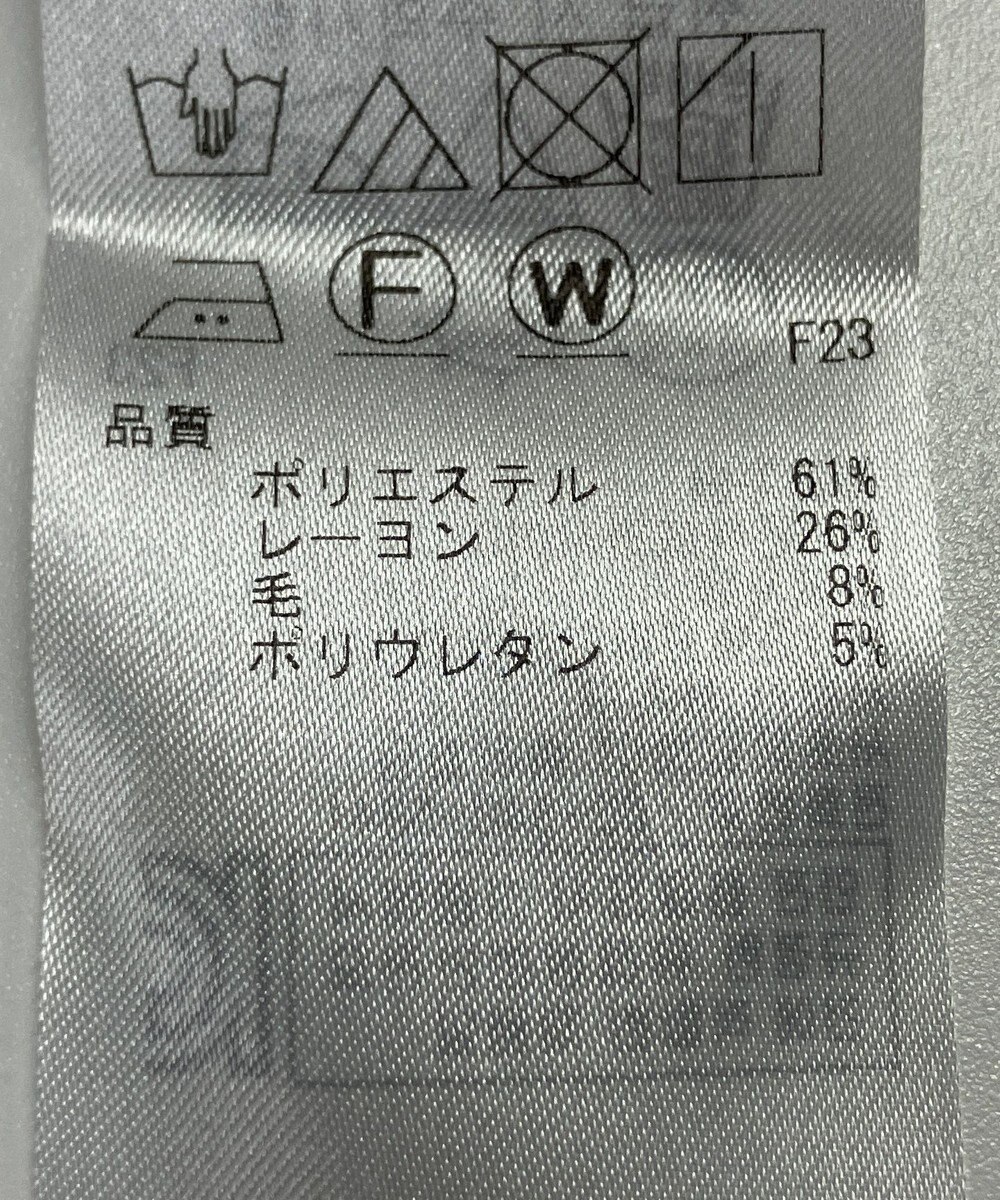 F W
F23
品質
ポリエステル 61%
レーヨン 26%
毛 8%
ポリウレタン 5%